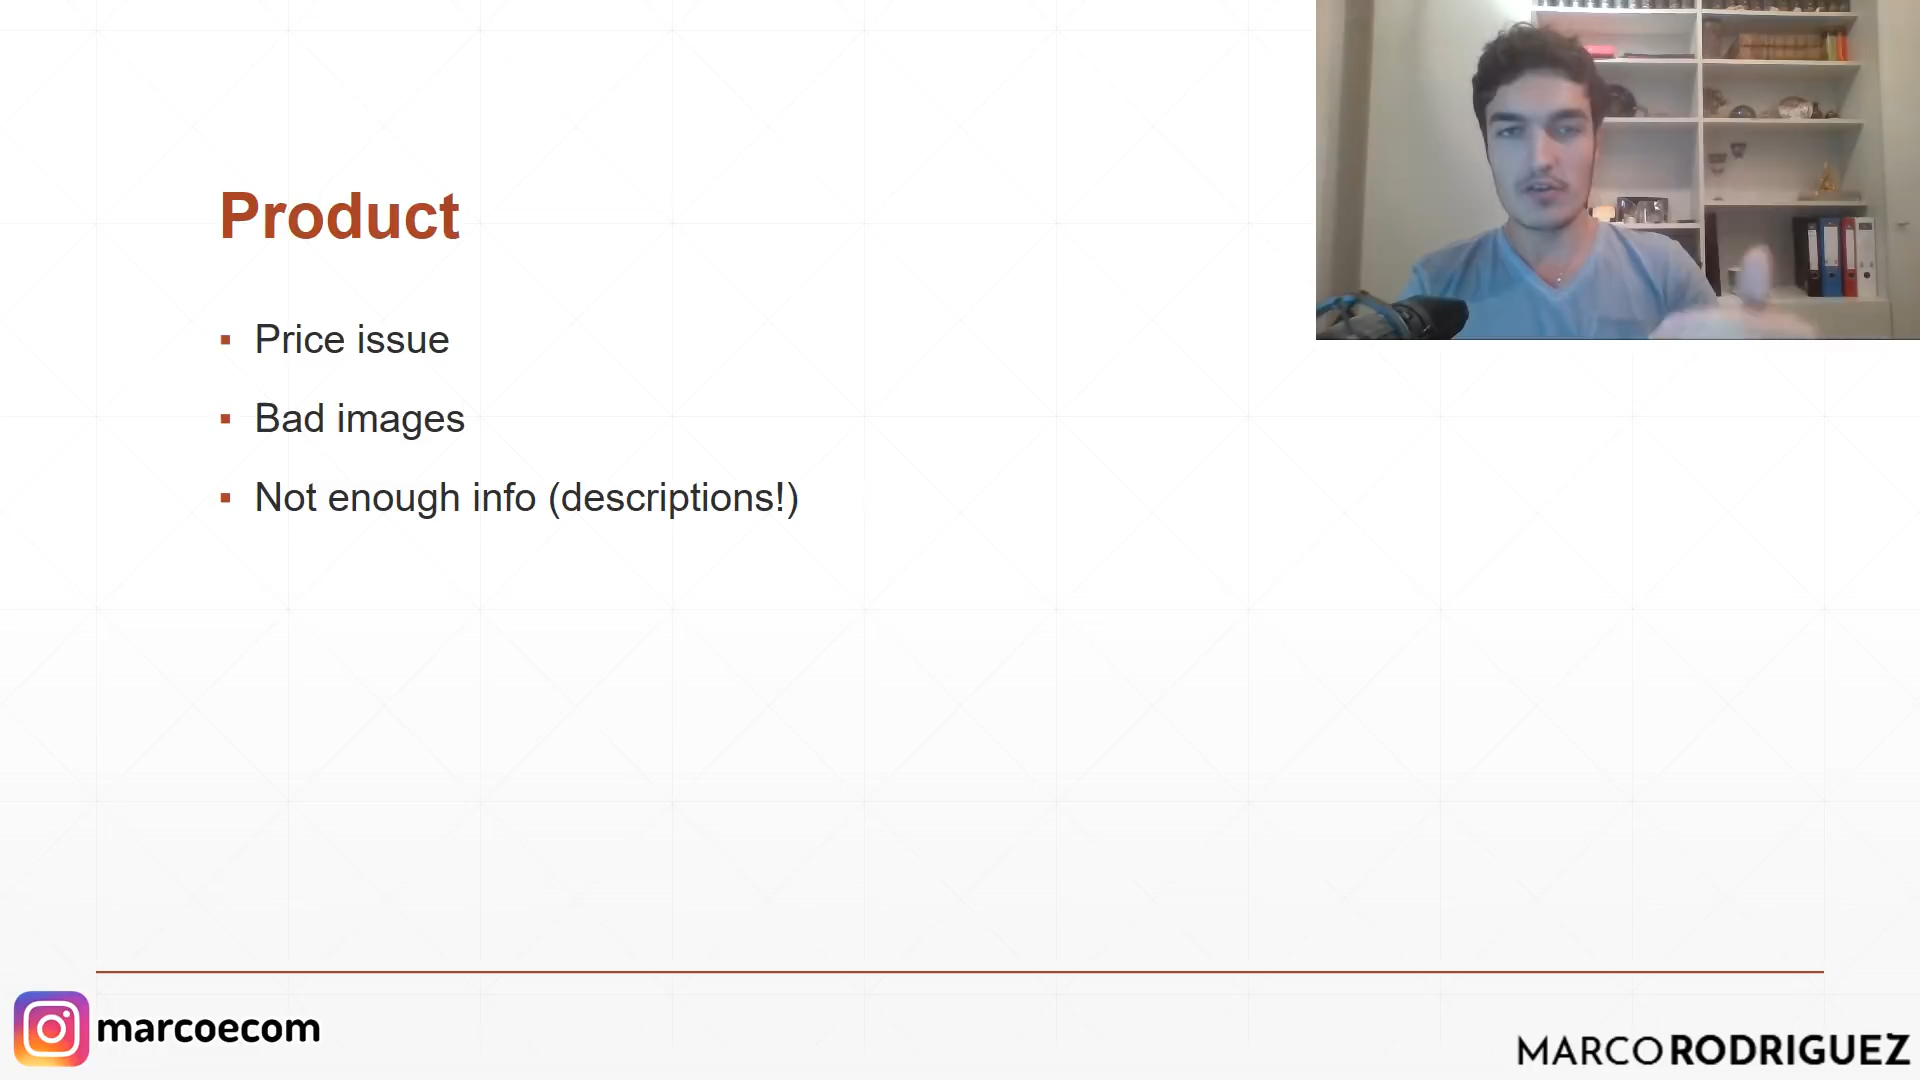 Product
▪ Price issue
▪ Bad images
▪ Not enough info (descriptions!)
marcoecom
MARCO RODRIGUEZ